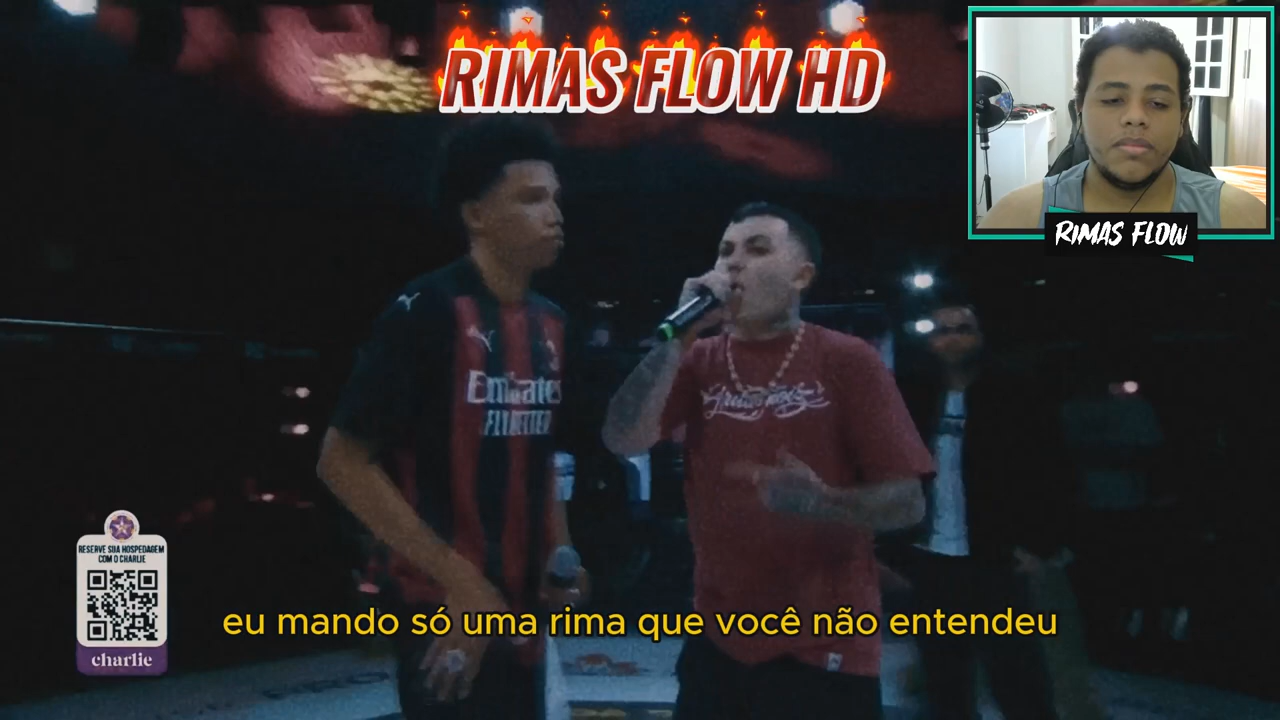 RIMAS FLOW HD
RIMAS FLOW
Emirates
FLY BETTER
RESERVE SUA HOSPEDAGEM
COM O CHARLIE
eu mando só uma rima que você não entendeu
charlie